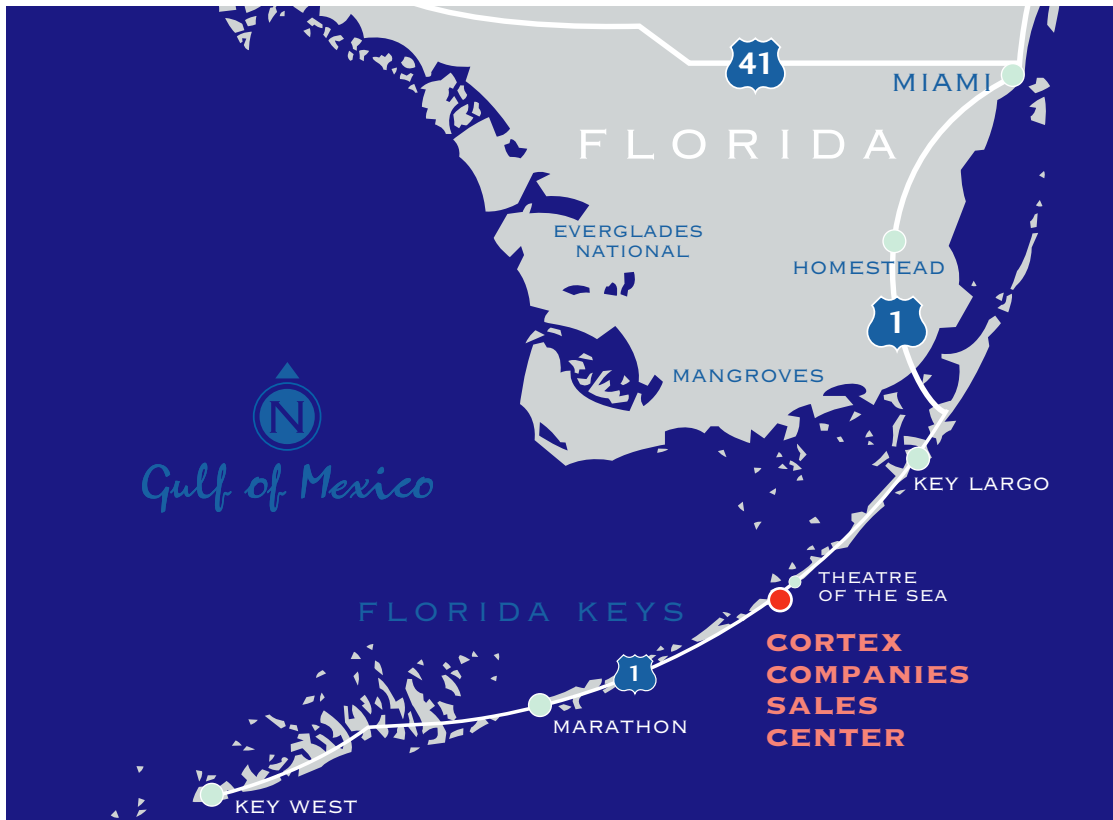 41
MIAMI
FLORIDA
EVERGLADES
NATIONAL
HOMESTEAD
1
MANGROVES
N
Gulf of Mexico
KEY LARGO
THEATRE
OF THE SEA
FLORIDA KEYS
CORTEX
COMPANIES
SALES
CENTER
1
MARATHON
KEY WEST